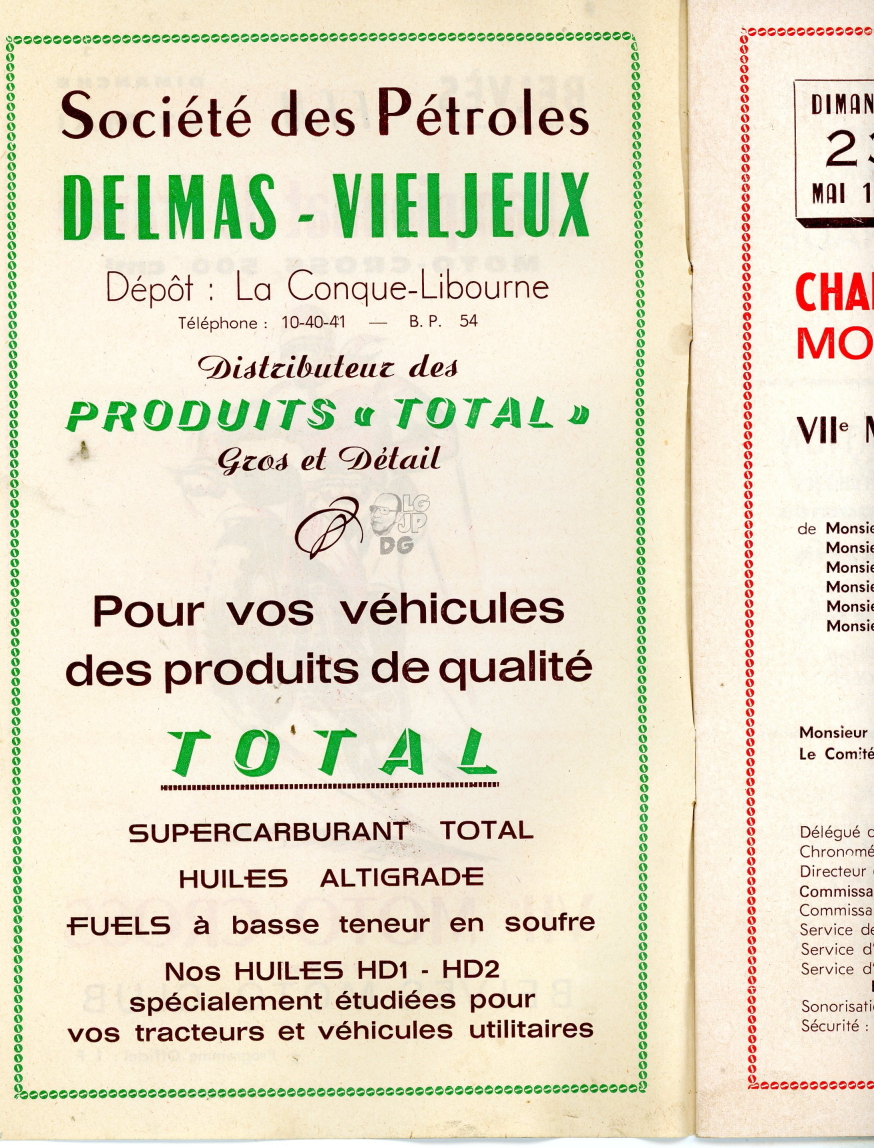 Société des Pétroles
DELMAS - VIELJEUX
Dépôt : La Conque-Libourne
Téléphone : 10-40-41 — B. P. 54
Distributeur des
PRODUITS « TOTAL »
Gros et Détail
LG
JP
DG
Pour vos véhicules
des produits de qualité
TOTAL
SUPERCARBURANT TOTAL
HUILES ALTIGRADE
FUELS à basse teneur en soufre
Nos HUILES HD1 - HD2
spécialement étudiées pour
vos tracteurs et véhicules utilitaires
DIMAN
23
MAI 1
CHA
MO
VIIe
de Monsie
Monsie
Monsie
Monsie
Monsie
Monsie
Monsieur
Le Comité
Délégué
Chronomé
Directeur
Commissa
Commissa
Service de
Service d'
Service d'
Sonorisati
Sécurité :